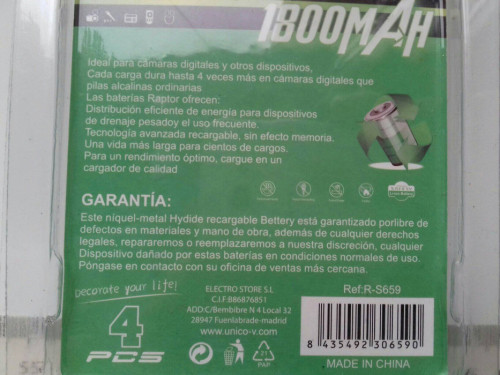 1800MAH
Ideal para cámaras digitales y otros dispositivos,
Cada carga dura hasta 4 veces más en cámaras digitales que
pilas alcalinas ordinarias
Las baterías Raptor ofrecen:
Distribución eficiente de energía para dispositivos
de drenaje pesadoy el uso frecuente.
Tecnología avanzada recargable, sin efecto memoria.
Una vida más larga para cientos de cargos.
Para un rendimiento óptimo, cargue en un
cargador de calidad
GARANTÍA:
Este níquel-metal Hydide recargable Bettery está garantizado porlibre de
defectos en materiales y mano de obra, además de cualquier derechos
legales, repararemos o reemplazaremos a nuestra discreción, cualquier
Dispositivo dañado por estas baterías en condiciones normales de uso.
Póngase en contacto con su oficina de ventas más cercana.
Decorate your life!
4
PCS
ELECTRO STORE S.L
C.I.F.B86876851
ADD:C/Bembibre N 4 Local 32
28947 Fuenlabrade-madrid
www.unico-v.com
21
PAP
Ref:R-S659
8 435492 306590
MADE IN CHINA